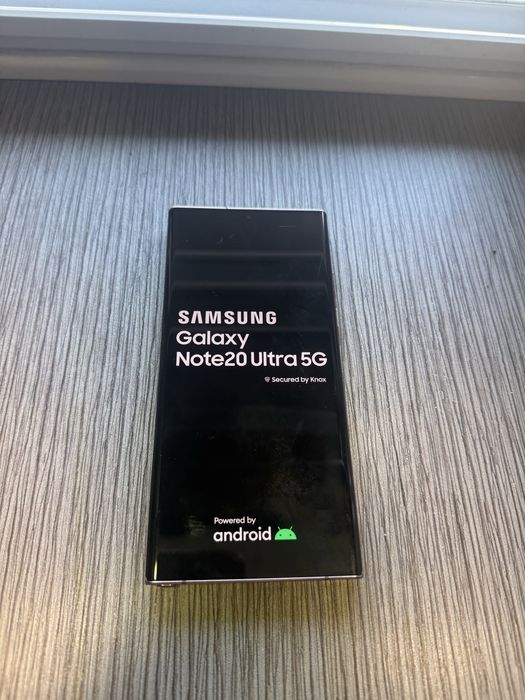 SAMSUNG
Galaxy
Note20 Ultra 5G
Secured by Knox
Powered by
android